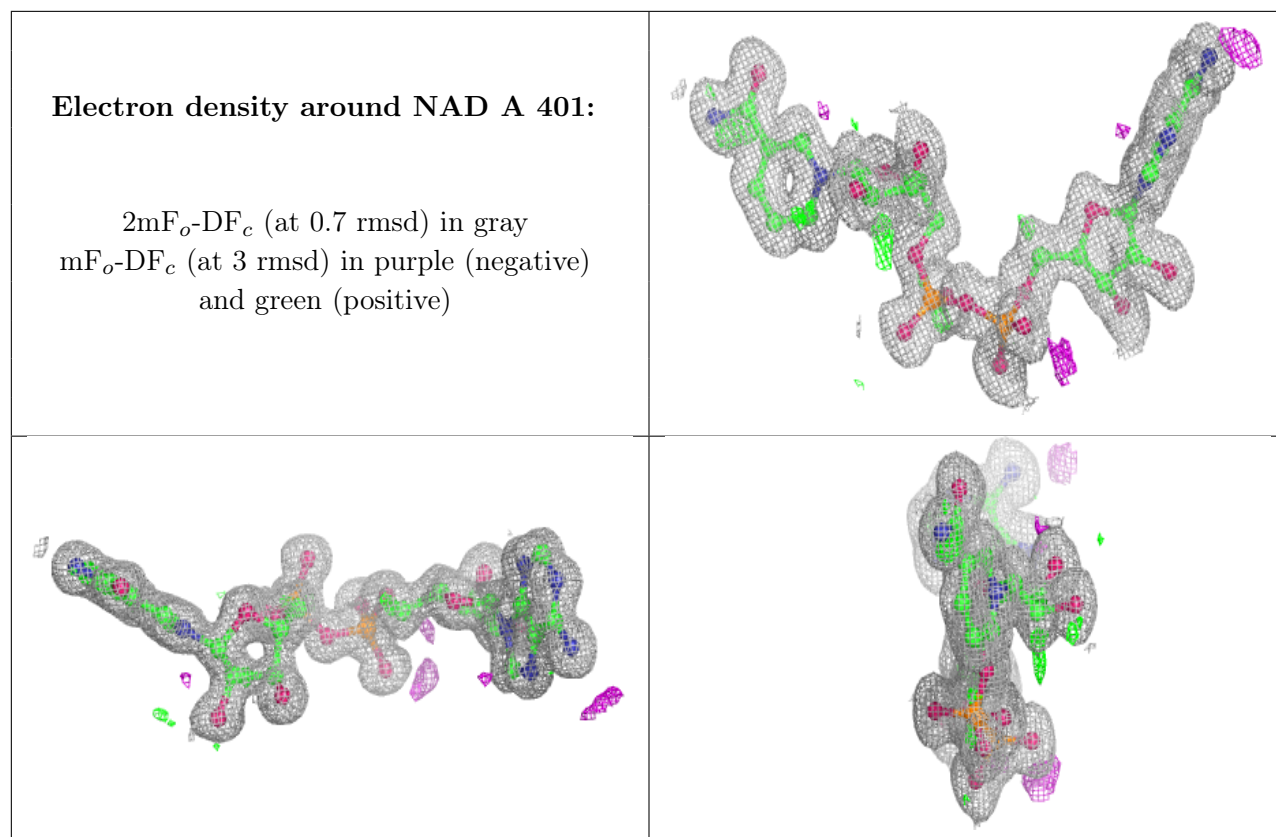 Electron density around NAD A 401:
2mFo-DFc (at 0.7 rmsd) in gray
mFo-DFc (at 3 rmsd) in purple (negative)
and green (positive)